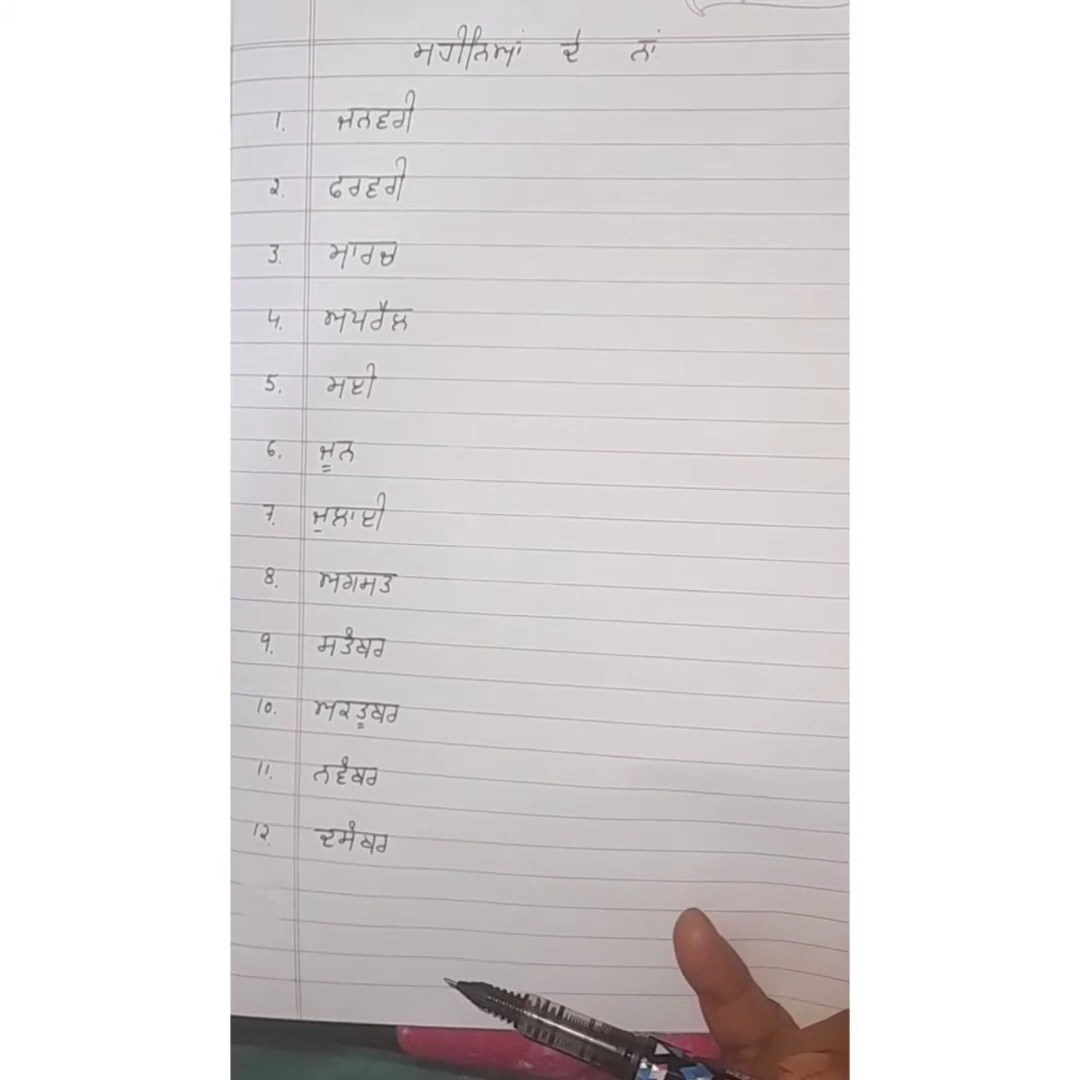 ਮਹੀਨਿਆਂ ਦੇ ਨਾਂ
1. ਜਨਵਰੀ
2. ਫਰਵਰੀ
3. ਮਾਰਚ
4. ਅਪਰੈਲ
5. ਮਈ
6. ਜੂਨ
7. ਜੁਲਾਈ
8. ਅਗਸਤ
9. ਸਤੰਬਰ
10. ਅਕਤੂਬਰ
11. ਨਵੰਬਰ
12. ਦਸੰਬਰ